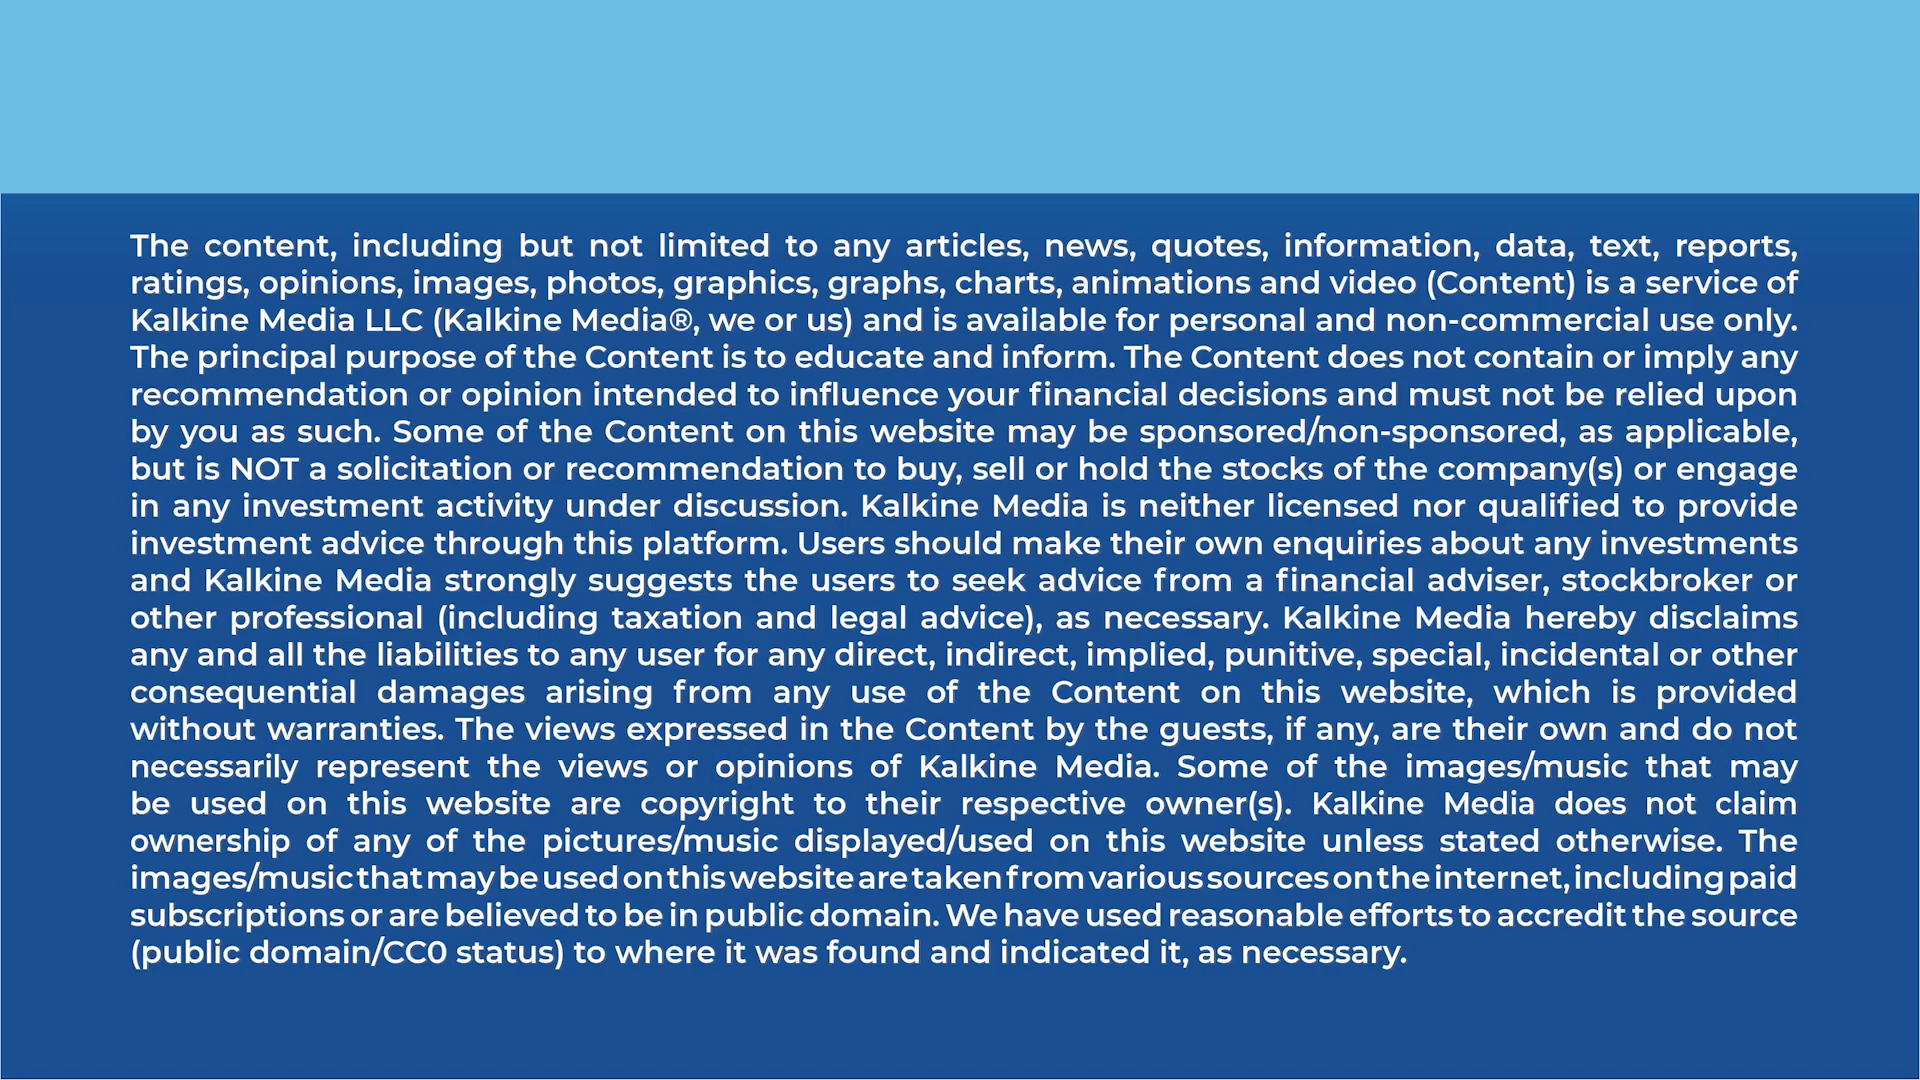 The content, including but not limited to any articles, news, quotes, information, data, text, reports,
ratings, opinions, images, photos, graphics, graphs, charts, animations and video (Content) is a service of
Kalkine Media LLC (Kalkine Media®, we or us) and is available for personal and non-commercial use only.
The principal purpose of the Content is to educate and inform. The Content does not contain or imply any
recommendation or opinion intended to influence your financial decisions and must not be relied upon
by you as such. Some of the Content on this website may be sponsored/non-sponsored, as applicable,
but is NOT a solicitation or recommendation to buy, sell or hold the stocks of the company(s) or engage
in any investment activity under discussion. Kalkine Media is neither licensed nor qualified to provide
investment advice through this platform. Users should make their own enquiries about any investments
and Kalkine Media strongly suggests the users to seek advice from a financial adviser, stockbroker or
other professional (including taxation and legal advice), as necessary. Kalkine Media hereby disclaims
any and all the liabilities to any user for any direct, indirect, implied, punitive, special, incidental or other
consequential damages arising from any use of the Content on this website, which is provided
without warranties. The views expressed in the Content by the guests, if any, are their own and do not
necessarily represent the views or opinions of Kalkine Media. Some of the images/music that may
be used on this website are copyright to their respective owner(s). Kalkine Media does not claim
ownership of any of the pictures/music displayed/used on this website unless stated otherwise. The
images/music that may be used on this website are taken from various sources on the internet, including paid
subscriptions or are believed to be in public domain. We have used reasonable efforts to accredit the source
(public domain/CC0 status) to where it was found and indicated it, as necessary.